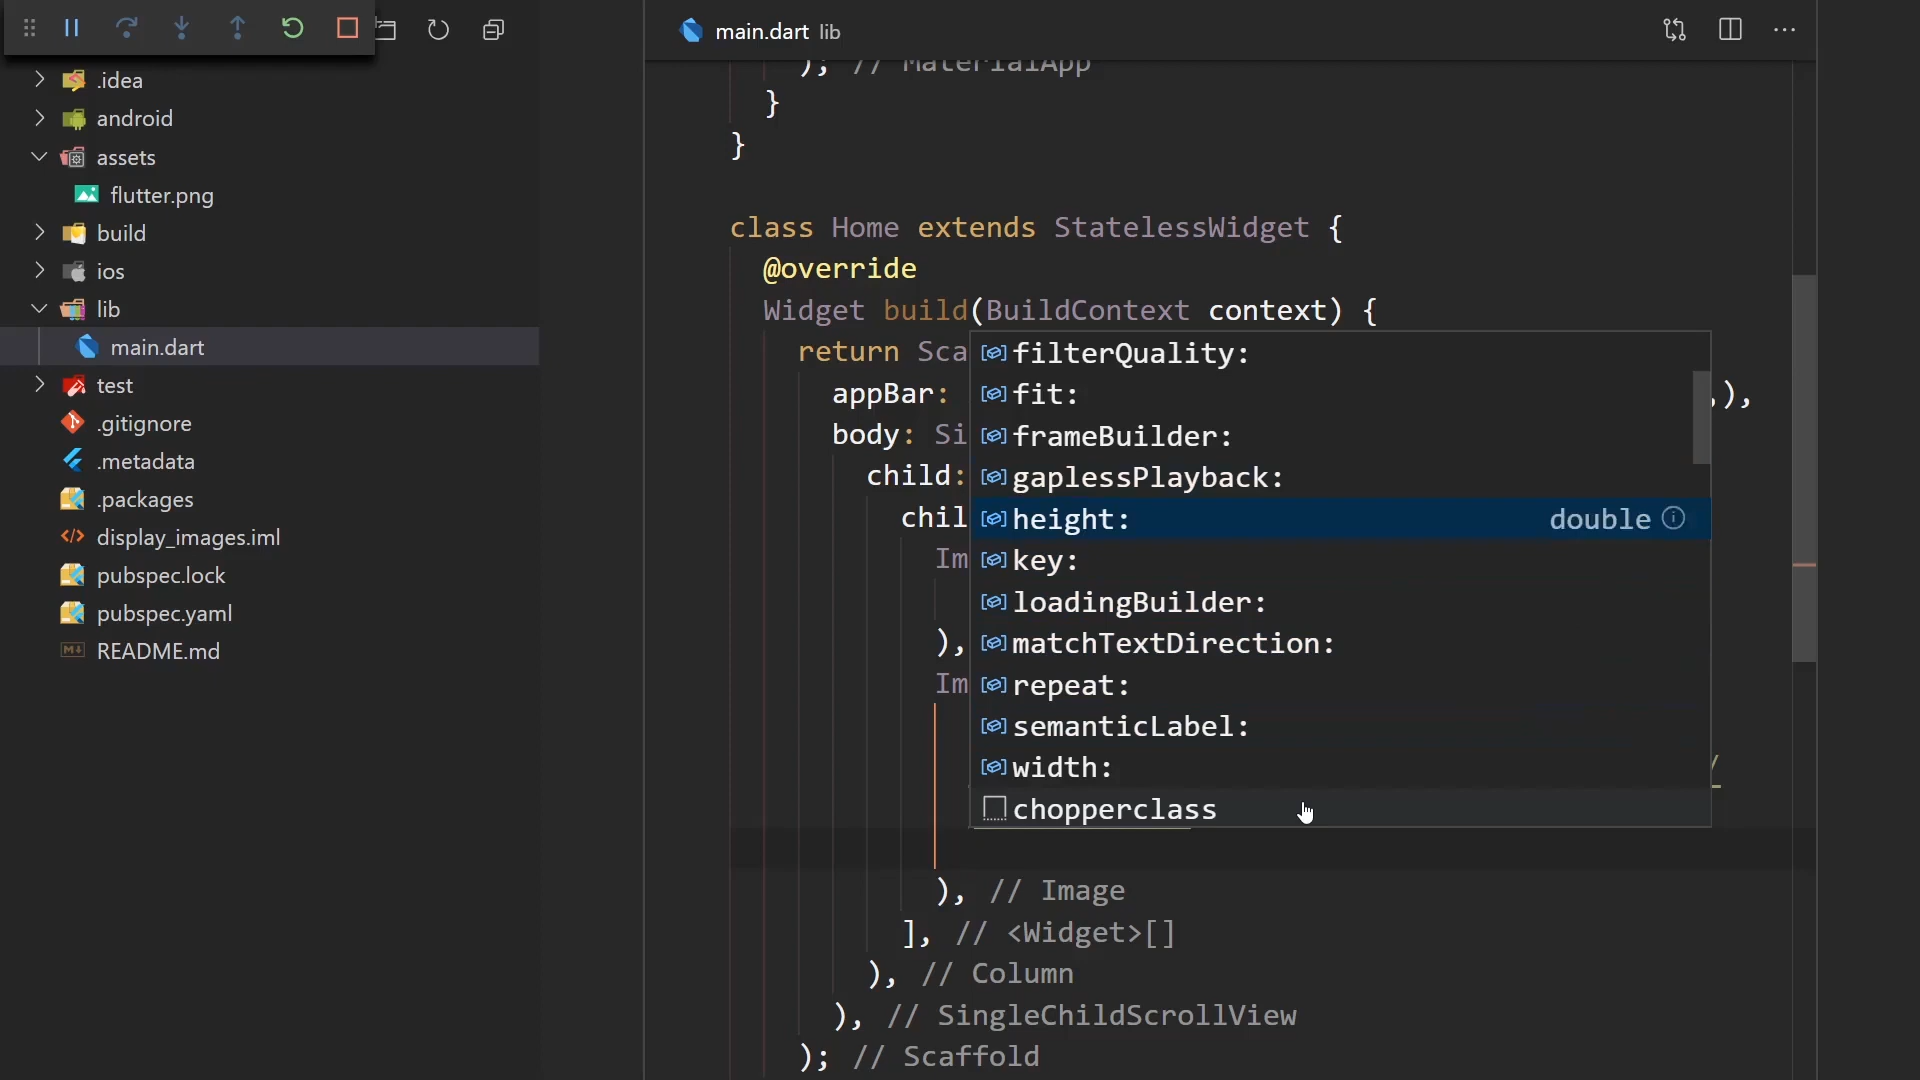 .idea
android
assets
flutter.png
build
ios
lib
main.dart
test
.gitignore
.metadata
.packages
display_images.iml
pubspec.lock
pubspec.yaml
README.md
main.dart lib
); // MaterialApp
}
}
class Home extends StatelessWidget {
@override
Widget build(BuildContext context) {
return Sca
appBar: ,),
body: Si
child:
chil
Im
),
Im
filterQuality:
fit:
frameBuilder:
gaplessPlayback:
height: double
key:
loadingBuilder:
matchTextDirection:
repeat:
semanticLabel:
width:
chopperclass
), // Image
], // <Widget>[]
), // Column
), // SingleChildScrollView
); // Scaffold